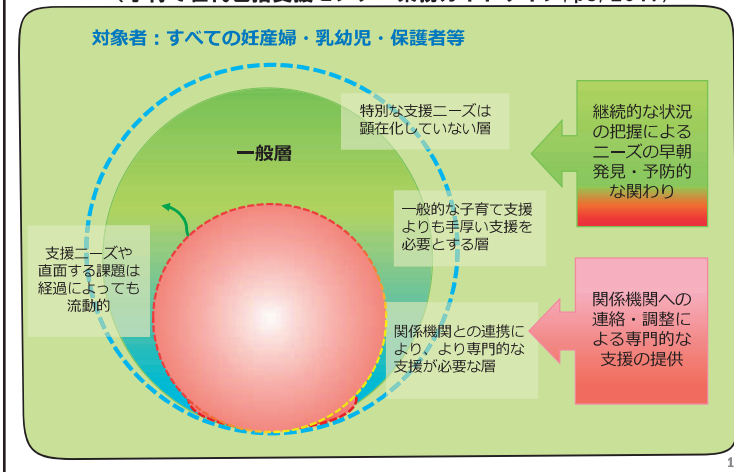 対象者：すべての妊産婦・乳幼児・保護者等
特別な支援ニーズは
顕在化していない層
一般層
継続的な状況
の把握による
ニーズの早期
発見・予防的
な関わり
一般的な子育て支援
よりも手厚い支援を
必要とする層
支援ニーズや
直面する課題は
経過によっても
流動的
関係機関との連携に
より、より専門的な
支援が必要な層
関係機関への
連絡・調整に
よる専門的な
支援の提供
1